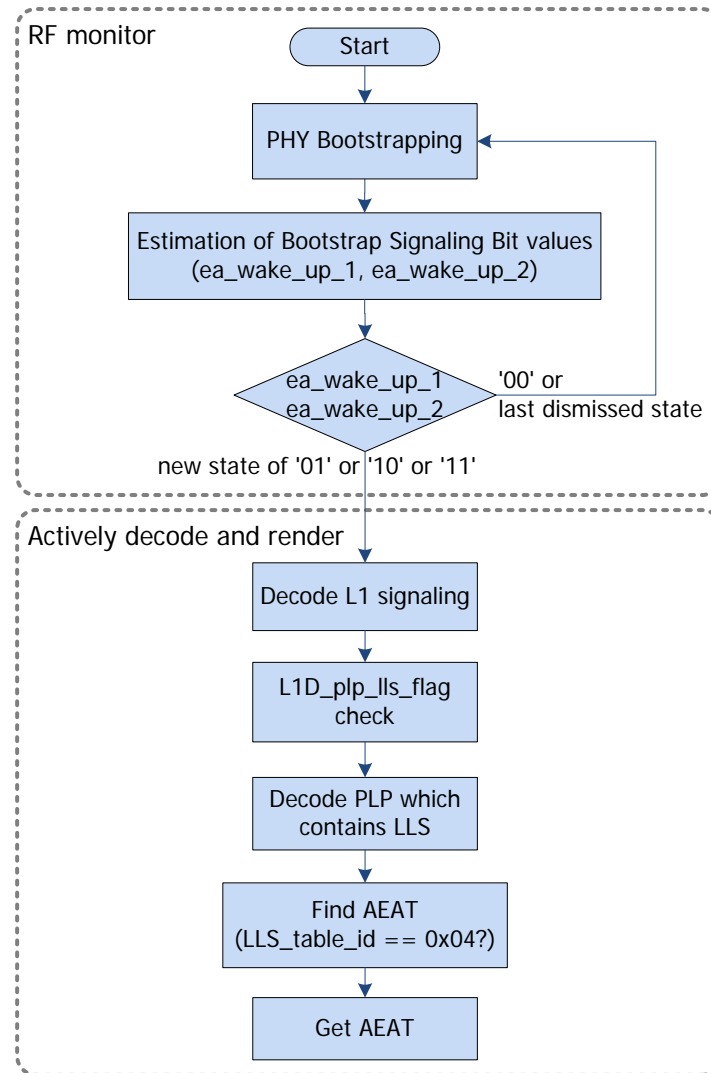 RF monitor
Start
PHY Bootstrapping
Estimation of Bootstrap Signaling Bit values
(ea_wake_up_1, ea_wake_up_2)
ea_wake_up_1
ea_wake_up_2
'00' or
last dismissed state
new state of '01' or '10' or '11'
Actively decode and render
Decode L1 signaling
L1D_plp_lls_flag
check
Decode PLP which
contains LLS
Find AEAT
(LLS_table_id == 0x04?)
Get AEAT